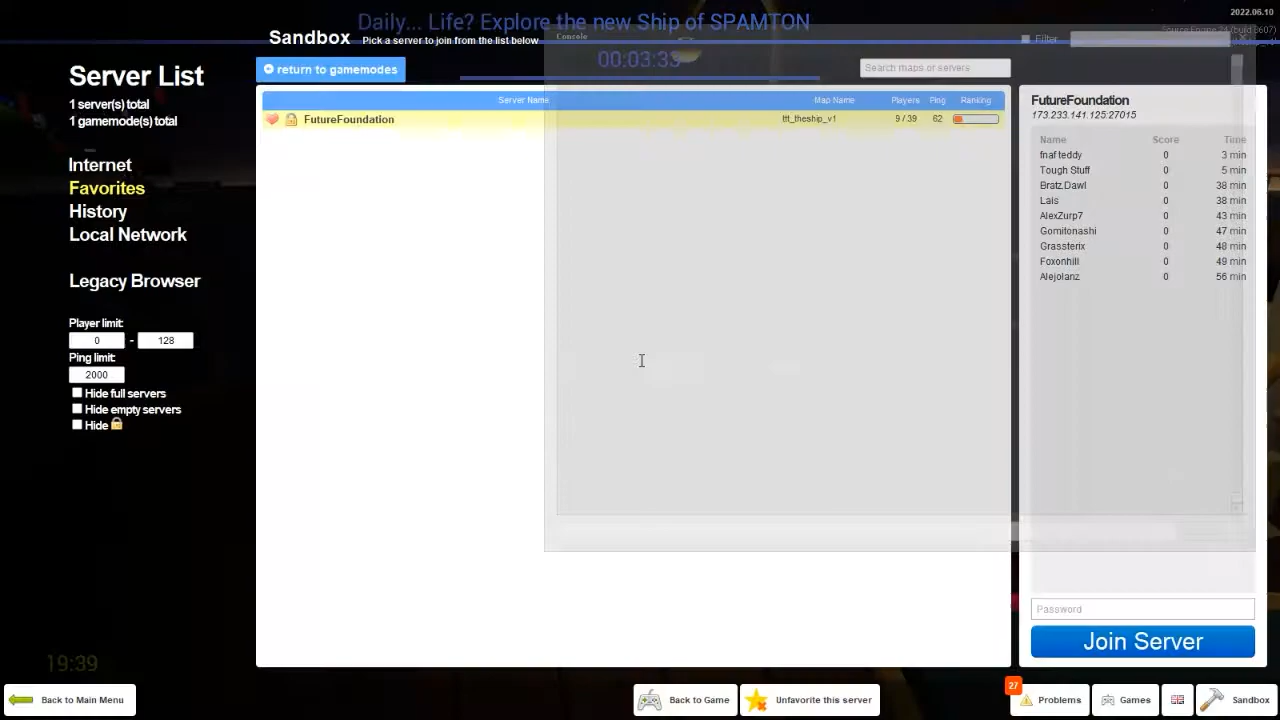 Daily... Life? Explore the new Ship of SPAMTON
2022.06.10
Sandbox Pick a server to join from the list below
Console
Filter
00:03:33
return to gamemodes
Search maps or servers
Server List
1 server(s) total
1 gamemode(s) total
Internet
Favorites
History
Local Network
Legacy Browser
Player limit:
0 - 128
Ping limit:
2000
Hide full servers
Hide empty servers
Hide
Server Name Map Name Players Ping Ranking
FutureFoundation ttt_theship_v1 9 / 39 62
FutureFoundation
173.233.141.125:27015
Name Score Time
fnaf teddy 0 3 min
Tough Stuff 0 5 min
Bratz.Dawl 0 38 min
Lais 0 38 min
AlexZurp7 0 43 min
Gomitonashi 0 47 min
Grassterix 0 48 min
Foxonhill 0 49 min
Alejolanz 0 56 min
Password
Join Server
19:39
Back to Main Menu
Back to Game
Unfavorite this server
27
Problems
Games
Sandbox